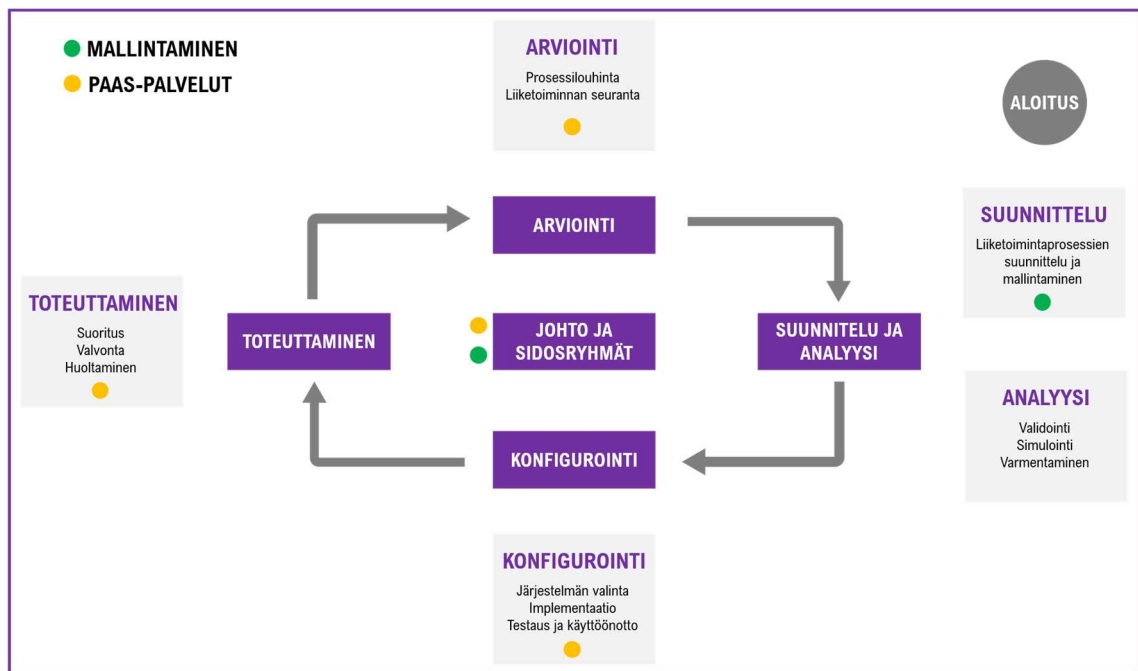 MALLINTAMINEN
PAAS-PALVELUT
ARVIOINTI
Prosessilouhinta
Liiketoiminnan seuranta
ALOITUS
ARVIOINTI
SUUNNITTELU
Liiketoimintaprosessien
suunnittelu ja
mallintaminen
TOTEUTTAMINEN
Suoritus
Valvonta
Huoltaminen
TOTEUTTAMINEN
JOHTO JA
SIDOSRYHMÄT
SUUNNITELU JA
ANALYYSI
ANALYYSI
Validointi
Simulointi
Varmentaminen
KONFIGUROINTI
KONFIGUROINTI
Järjestelmän valinta
Implementaatio
Testaus ja käyttöönotto